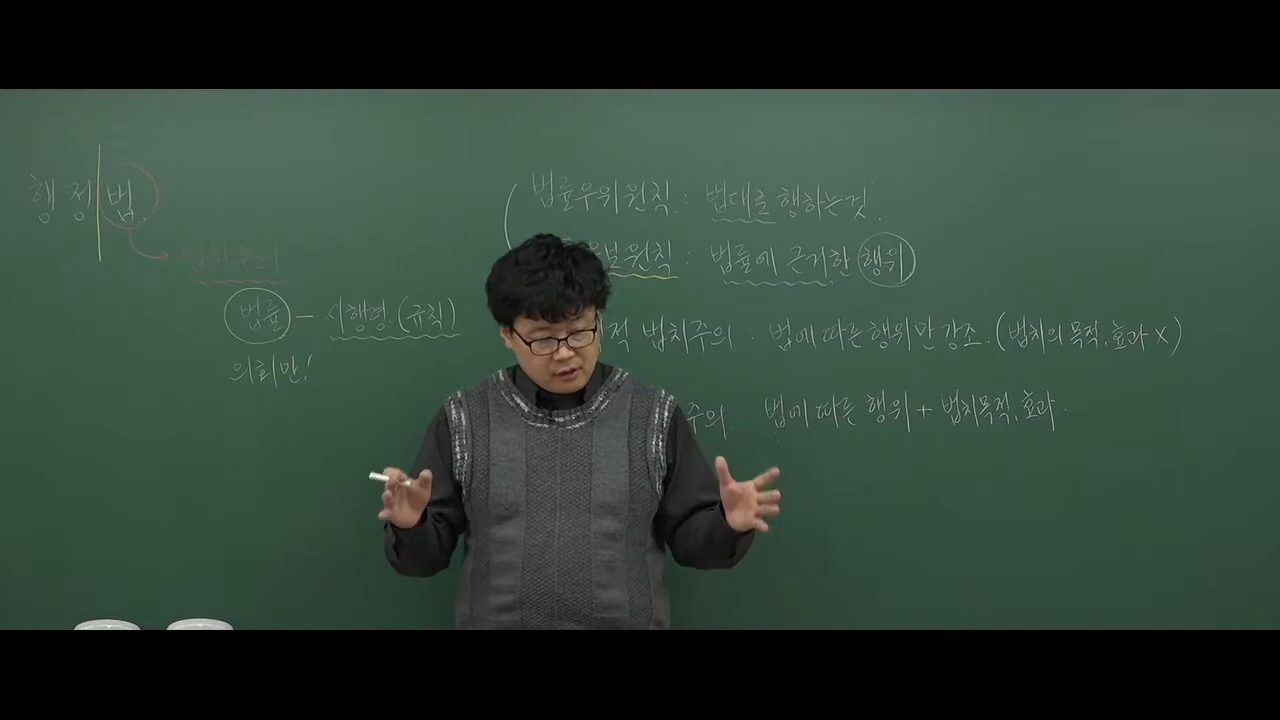 행정법
법치주의
법률 - 시행령.(규칙)
의회만!
법률우위원칙 : 법대로 행하는것.
유보원칙 : 법률에 근거한 행위
적 법치주의 : 법에 따른 행위만 강조. (법치의 목적, 효과 X)
주의. 법에 따른 행위 + 법치목적, 효과.